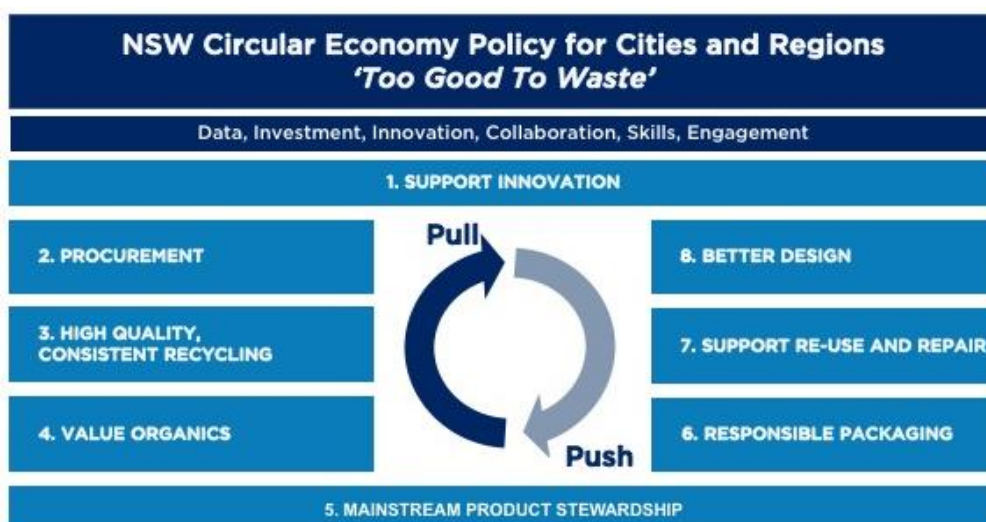 NSW Circular Economy Policy for Cities and Regions
‘Too Good To Waste’
Data, Investment, Innovation, Collaboration, Skills, Engagement
1. SUPPORT INNOVATION
Pull
2. PROCUREMENT
3. HIGH QUALITY,
CONSISTENT RECYCLING
4. VALUE ORGANICS
8. BETTER DESIGN
7. SUPPORT RE-USE AND REPAIR
6. RESPONSIBLE PACKAGING
Push
5. MAINSTREAM PRODUCT STEWARDSHIP